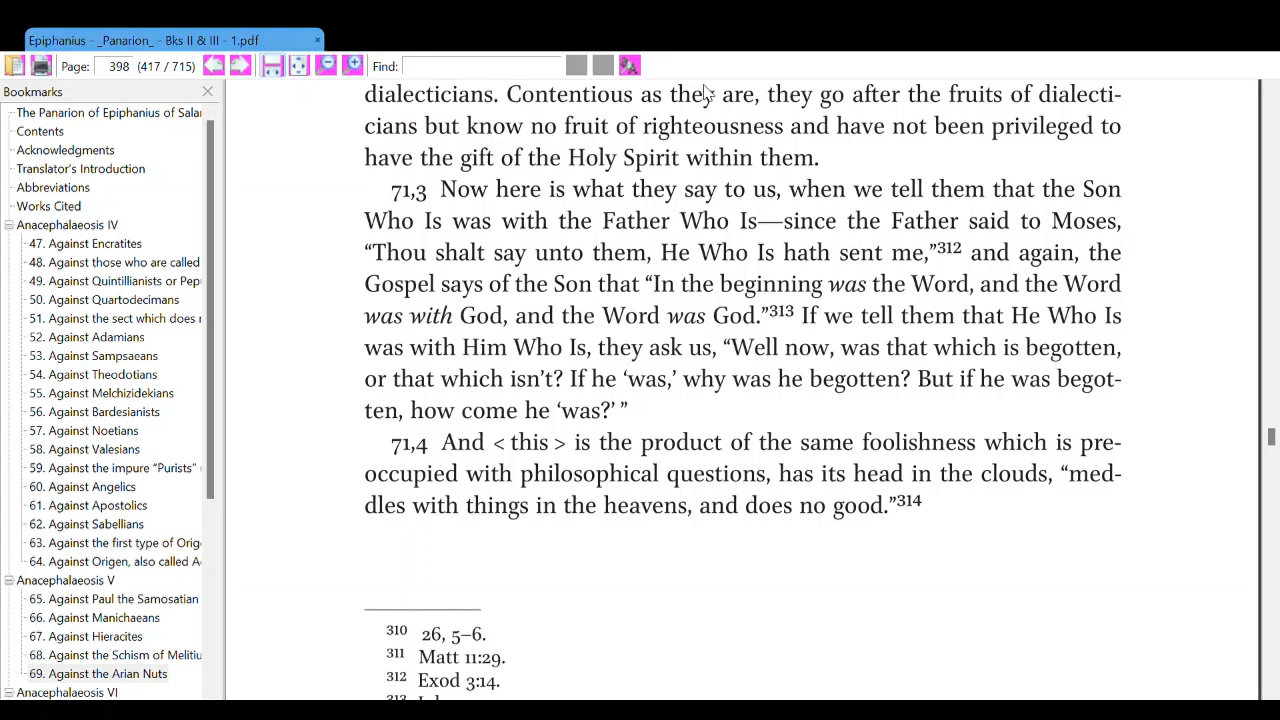 Epiphanius - _Panarion_ - Bks II & III - 1.pdf ×
Page: 398 (417 / 715) Find:
Bookmarks
The Panarion of Epiphanius of Salar
Contents
Acknowledgments
Translator's Introduction
Abbreviations
Works Cited
Anacephalaeosis IV
47. Against Encratites
48. Against those who are called
49. Against Quintillianists or Pep
50. Against Quartodecimans
51. Against the sect which does r
52. Against Adamians
53. Against Sampsaeans
54. Against Theodotians
55. Against Melchizidekians
56. Against Bardesianists
57. Against Noetians
58. Against Valesians
59. Against the impure “Purists”
60. Against Angelics
61. Against Apostolics
62. Against Sabellians
63. Against the first type of Orig
64. Against Origen, also called A
Anacephalaeosis V
65. Against Paul the Samosatian
66. Against Manichaeans
67. Against Hieracites
68. Against the Schism of Melitiu
69. Against the Arian Nuts
Anacephalaeosis VI
dialecticians. Contentious as they are, they go after the fruits of dialecti-
cians but know no fruit of righteousness and have not been privileged to
have the gift of the Holy Spirit within them.
71,3 Now here is what they say to us, when we tell them that the Son
Who Is was with the Father Who Is—since the Father said to Moses,
“Thou shalt say unto them, He Who Is hath sent me,”312 and again, the
Gospel says of the Son that “In the beginning was the Word, and the Word
was with God, and the Word was God.”313 If we tell them that He Who Is
was with Him Who Is, they ask us, “Well now, was that which is begotten,
or that which isn’t? If he ‘was,’ why was he begotten? But if he was begot-
ten, how come he ‘was?’ ”
71,4 And < this > is the product of the same foolishness which is pre-
occupied with philosophical questions, has its head in the clouds, “med-
dles with things in the heavens, and does no good.”314
310 26, 5–6.
311 Matt 11:29.
312 Exod 3:14.